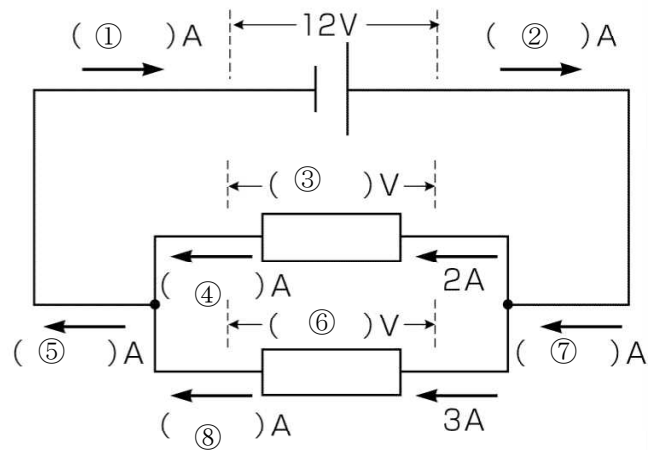 ( ① )A
12V
( ② )A
( ③ )V
( ④ )A
2A
( ⑤ )A
( ⑥ )V
( ⑦ )A
( ⑧ )A
3A